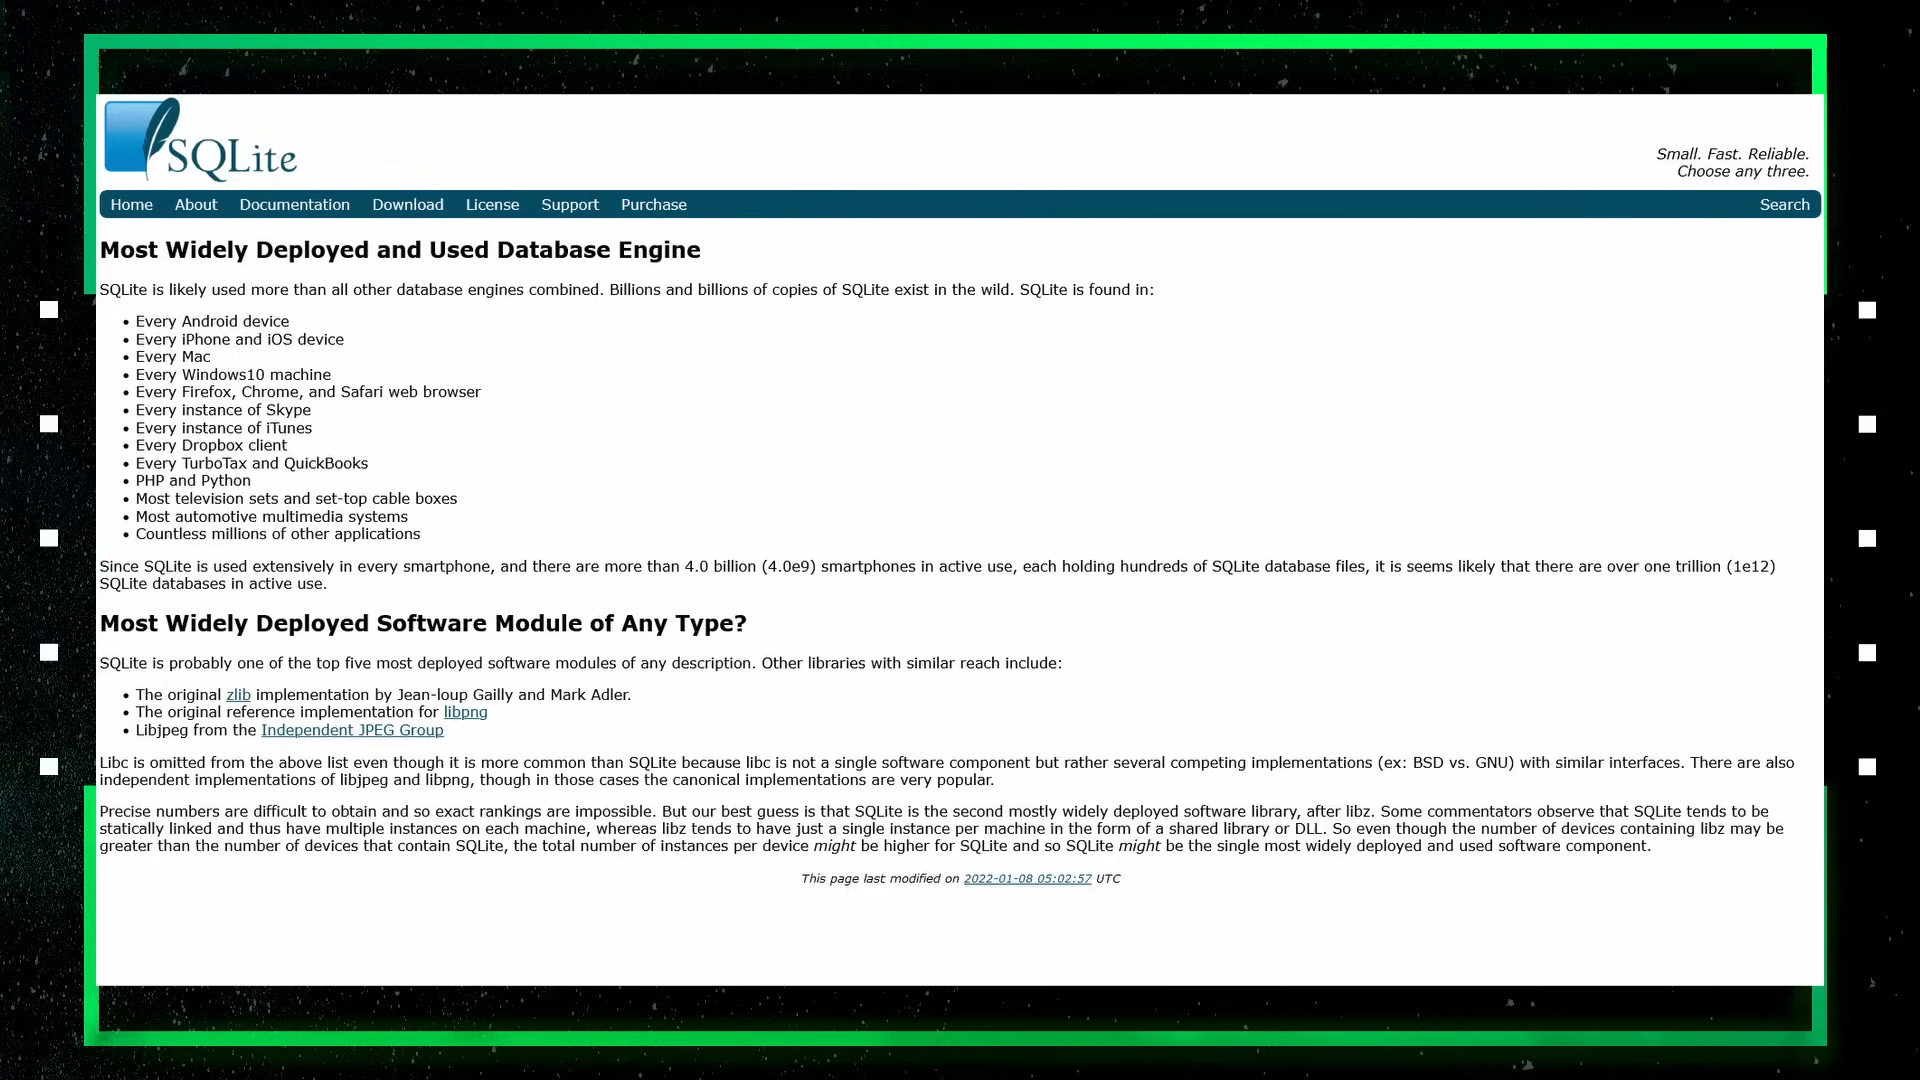 SQLite
Small. Fast. Reliable.
Choose any three.
Home About Documentation Download License Support Purchase Search
Most Widely Deployed and Used Database Engine
SQLite is likely used more than all other database engines combined. Billions and billions of copies of SQLite exist in the wild. SQLite is found in:
• Every Android device
• Every iPhone and iOS device
• Every Mac
• Every Windows10 machine
• Every Firefox, Chrome, and Safari web browser
• Every instance of Skype
• Every instance of iTunes
• Every Dropbox client
• Every TurboTax and QuickBooks
• PHP and Python
• Most television sets and set-top cable boxes
• Most automotive multimedia systems
• Countless millions of other applications
Since SQLite is used extensively in every smartphone, and there are more than 4.0 billion (4.0e9) smartphones in active use, each holding hundreds of SQLite database files, it is seems likely that there are over one trillion (1e12)
SQLite databases in active use.
Most Widely Deployed Software Module of Any Type?
SQLite is probably one of the top five most deployed software modules of any description. Other libraries with similar reach include:
• The original zlib implementation by Jean-loup Gailly and Mark Adler.
• The original reference implementation for libpng
• Libjpeg from the Independent JPEG Group
Libc is omitted from the above list even though it is more common than SQLite because libc is not a single software component but rather several competing implementations (ex: BSD vs. GNU) with similar interfaces. There are also
independent implementations of libjpeg and libpng, though in those cases the canonical implementations are very popular.
Precise numbers are difficult to obtain and so exact rankings are impossible. But our best guess is that SQLite is the second mostly widely deployed software library, after libz. Some commentators observe that SQLite tends to be
statically linked and thus have multiple instances on each machine, whereas libz tends to have just a single instance per machine in the form of a shared library or DLL. So even though the number of devices containing libz may be
greater than the number of devices that contain SQLite, the total number of instances per device might be higher for SQLite and so SQLite might be the single most widely deployed and used software component.
This page last modified on 2022-01-08 05:02:57 UTC